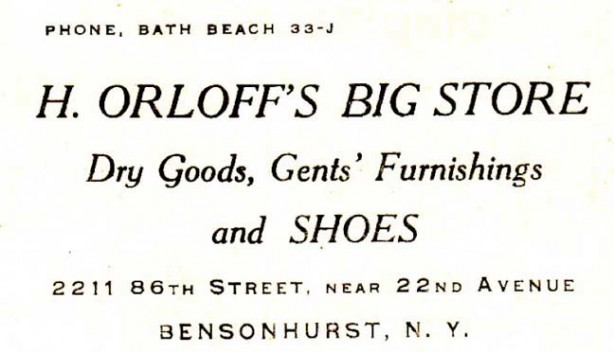 PHONE, BATH BEACH 33-J
H. ORLOFF'S BIG STORE
Dry Goods, Gents' Furnishings
and SHOES
2211 86TH STREET, NEAR 22ND AVENUE
BENSONHURST, N. Y.